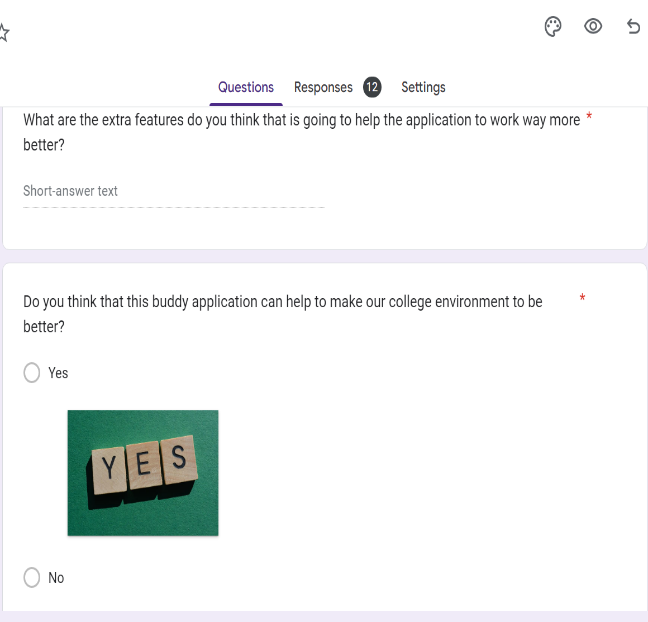 Questions Responses 12 Settings
What are the extra features do you think that is going to help the application to work way more *
better?
Short-answer text
Do you think that this buddy application can help to make our college environment to be *
better?
Yes
YES
No